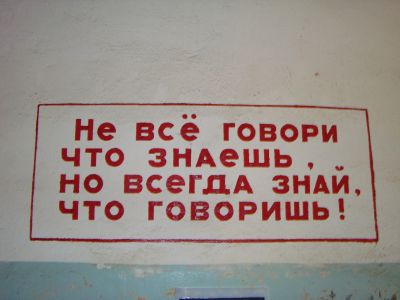 Не всё говори
что знаешь,
но всегда знай,
что говоришь!